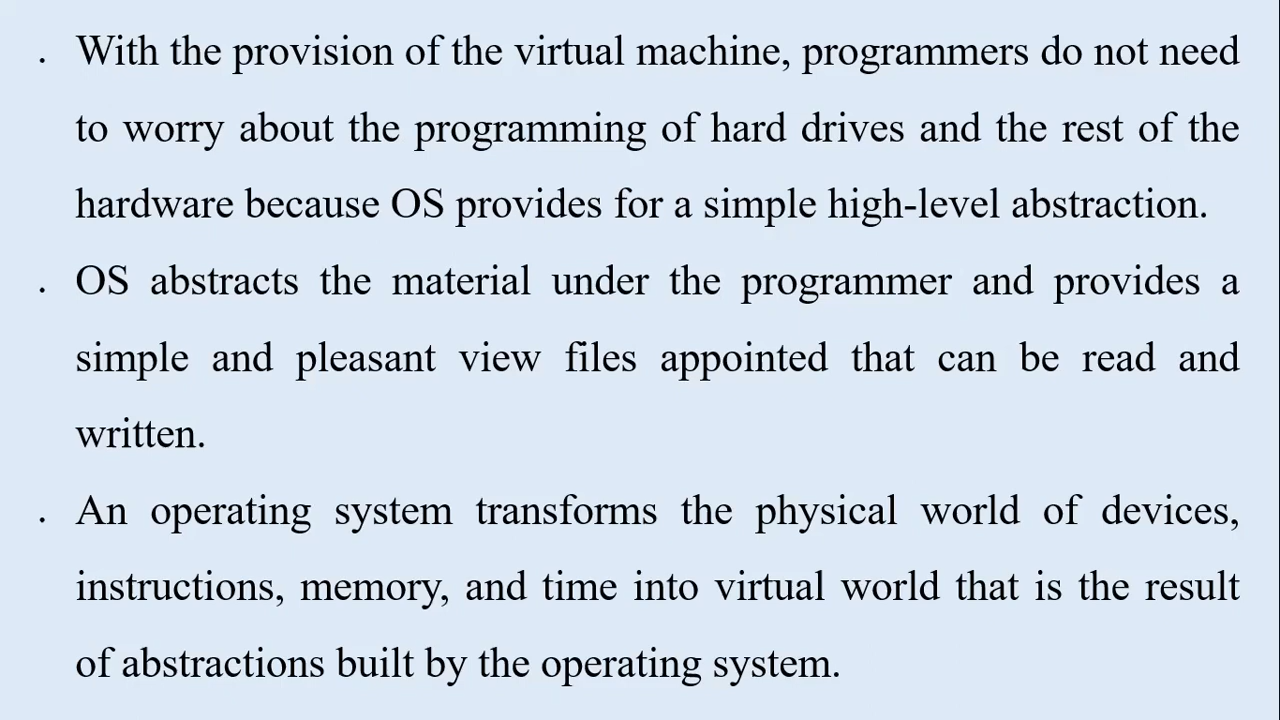 . With the provision of the virtual machine, programmers do not need
to worry about the programming of hard drives and the rest of the
hardware because OS provides for a simple high-level abstraction.
. OS abstracts the material under the programmer and provides a
simple and pleasant view files appointed that can be read and
written.
. An operating system transforms the physical world of devices,
instructions, memory, and time into virtual world that is the result
of abstractions built by the operating system.